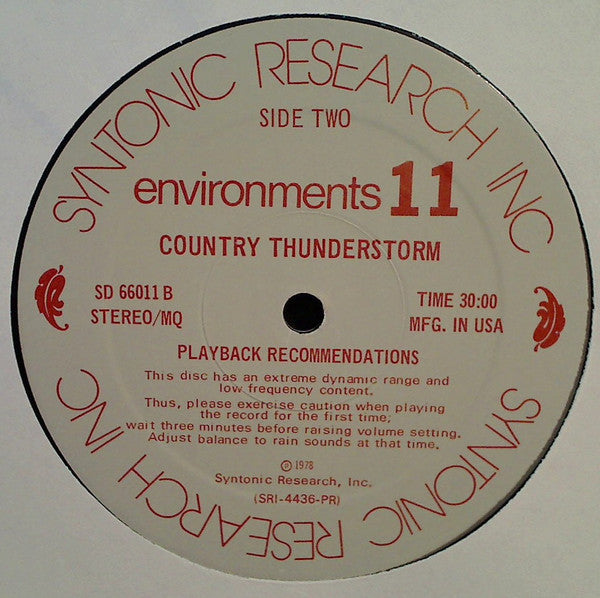 SYNTONIC RESEARCH INC
SIDE TWO
environments 11
COUNTRY THUNDERSTORM
SD 66011 B
STEREO/MQ
TIME 30:00
MFG. IN USA
PLAYBACK RECOMMENDATIONS
This disc has an extreme dynamic range and
low frequency content.
Thus, please exercise caution when playing
the record for the first time;
wait three minutes before raising volume setting.
Adjust balance to rain sounds at that time.
℗ 1978
Syntonic Research, Inc.
(SRI-4436-PR)
SYNTONIC RESEARCH INC